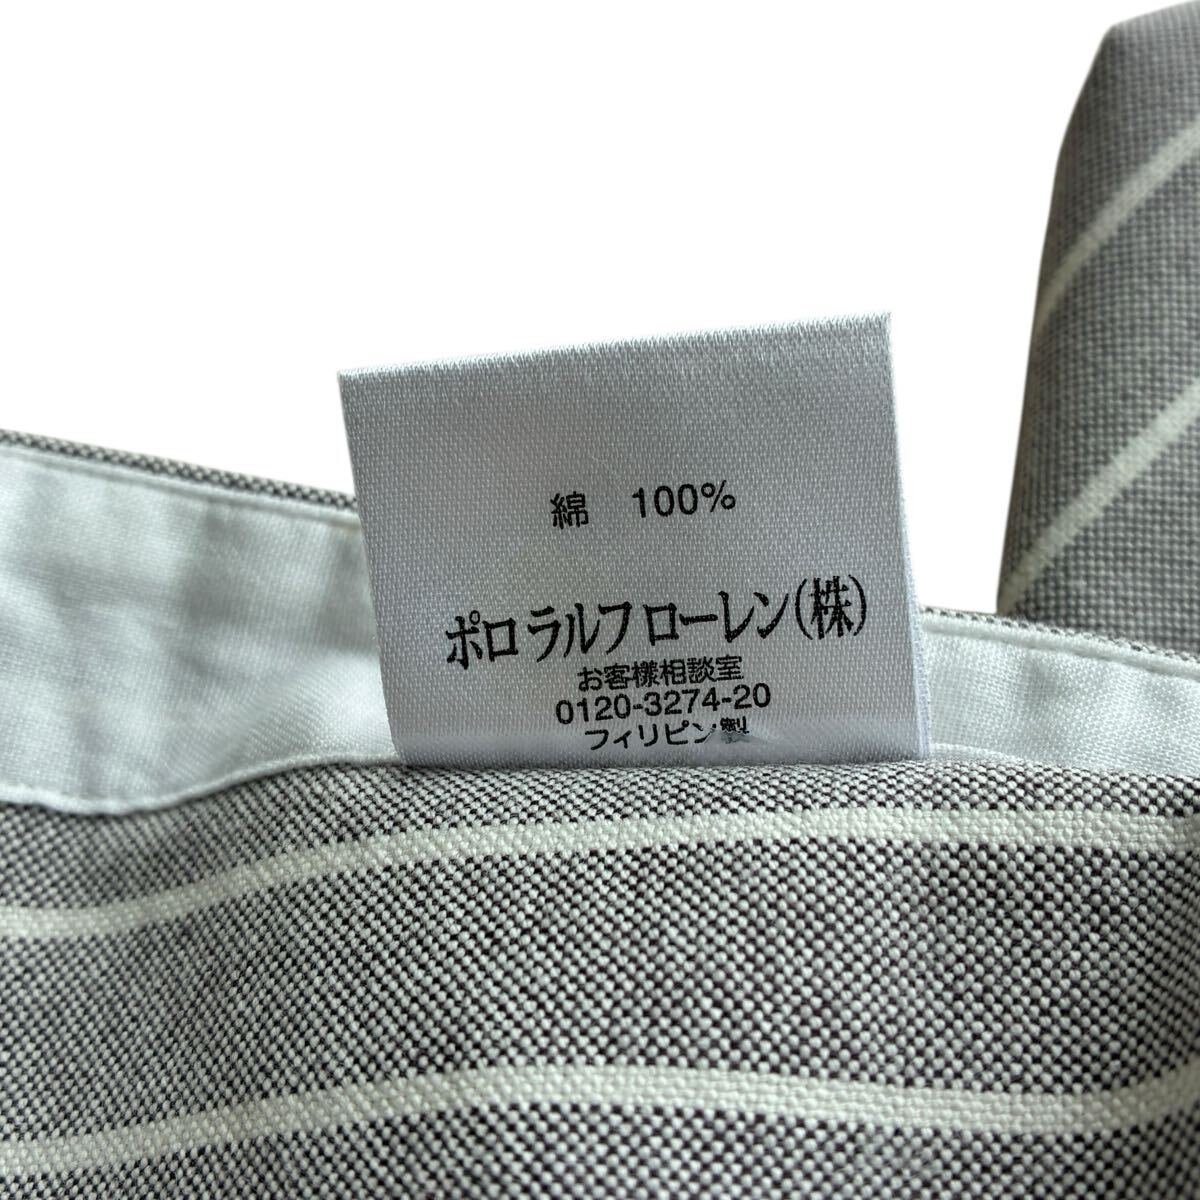 綿　100%
ポロ ラルフ ローレン(株)
お客様相談室
0120-3274-20
フィリピン製